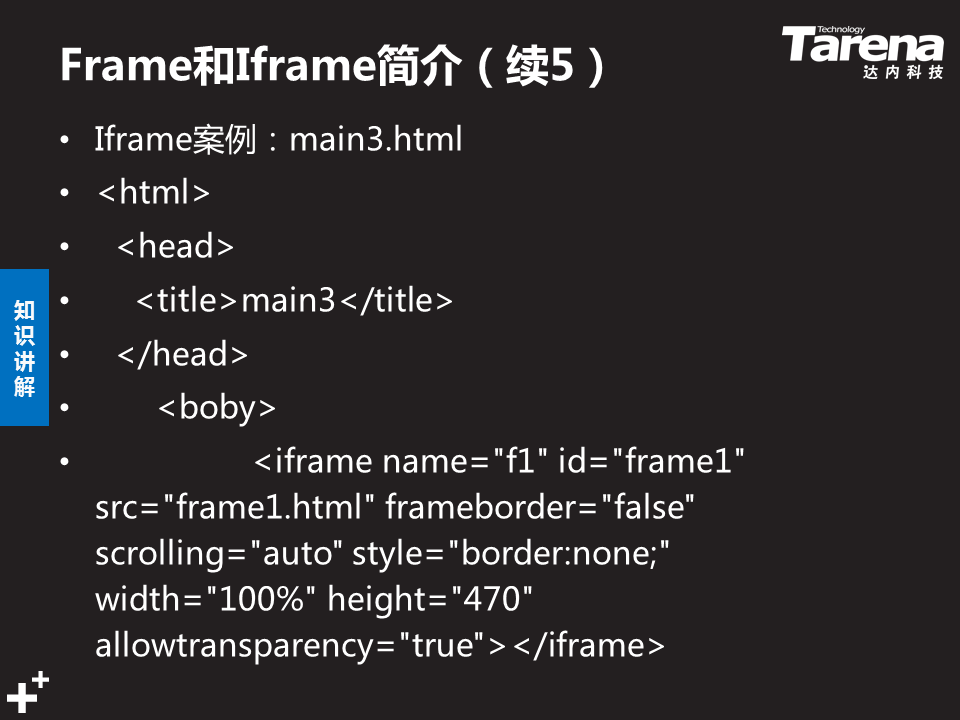 Frame和Iframe简介（续5）
Technology
Tarena
达内科技
• Iframe案例：main3.html
• <html>
• <head>
• <title>main3</title>
• </head>
• <boby>
• <iframe name="f1" id="frame1"
src="frame1.html" frameborder="false"
scrolling="auto" style="border:none;"
width="100%" height="470"
allowtransparency="true"></iframe>
知
识
讲
解